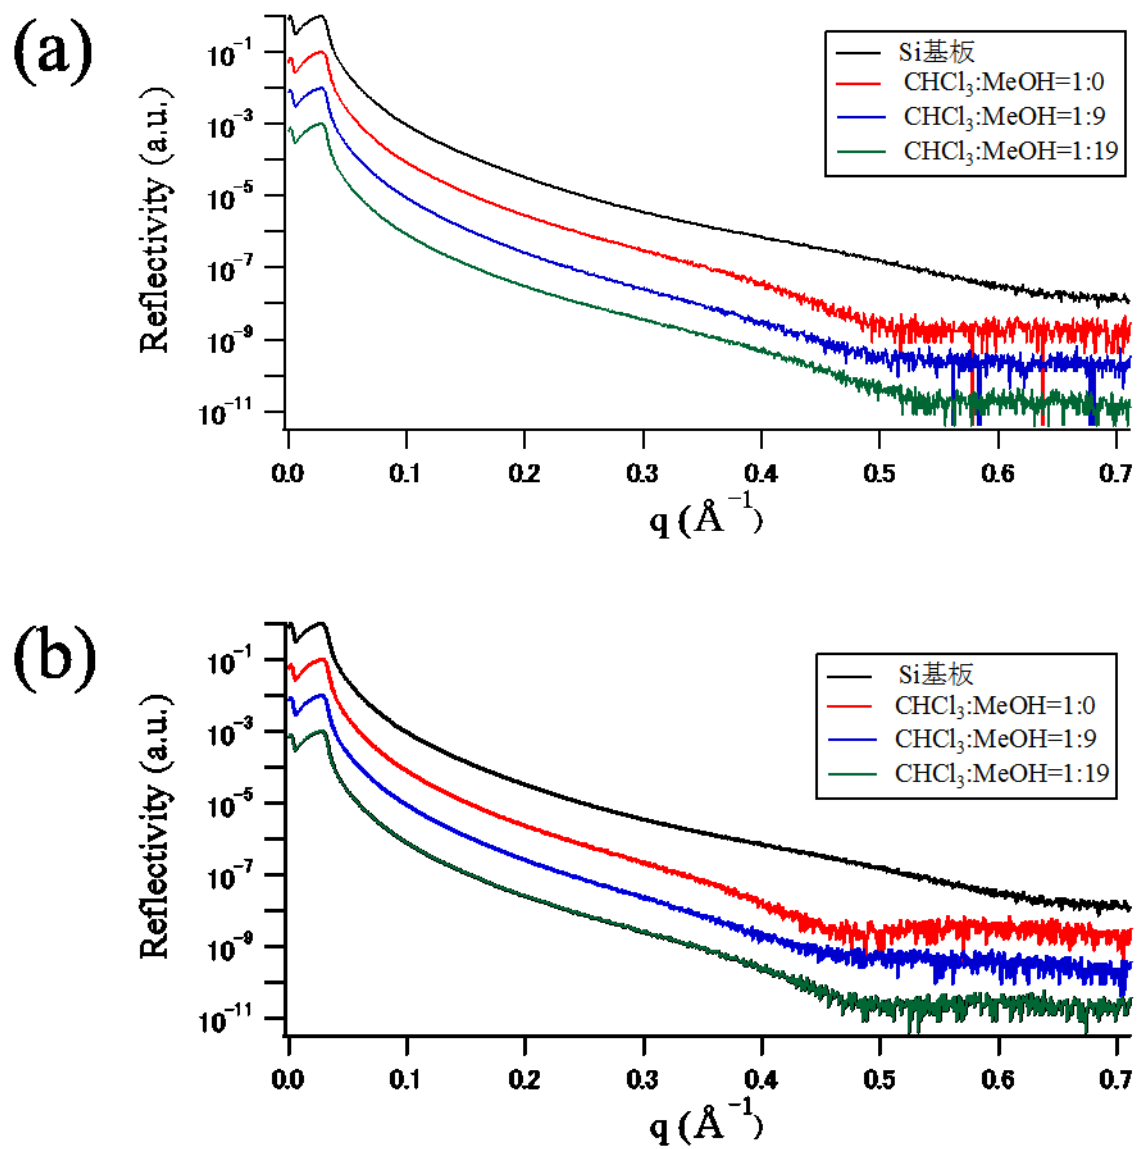 (a)
Reflectivity (a.u.)
10⁻¹
10⁻³
10⁻⁵
10⁻⁷
10⁻⁹
10⁻¹¹
Si基板
CHCl₃:MeOH=1:0
CHCl₃:MeOH=1:9
CHCl₃:MeOH=1:19
0.0 0.1 0.2 0.3 0.4 0.5 0.6 0.7
q (Å⁻¹)
(b)
Reflectivity (a.u.)
10⁻¹
10⁻³
10⁻⁵
10⁻⁷
10⁻⁹
10⁻¹¹
Si基板
CHCl₃:MeOH=1:0
CHCl₃:MeOH=1:9
CHCl₃:MeOH=1:19
0.0 0.1 0.2 0.3 0.4 0.5 0.6 0.7
q (Å⁻¹)